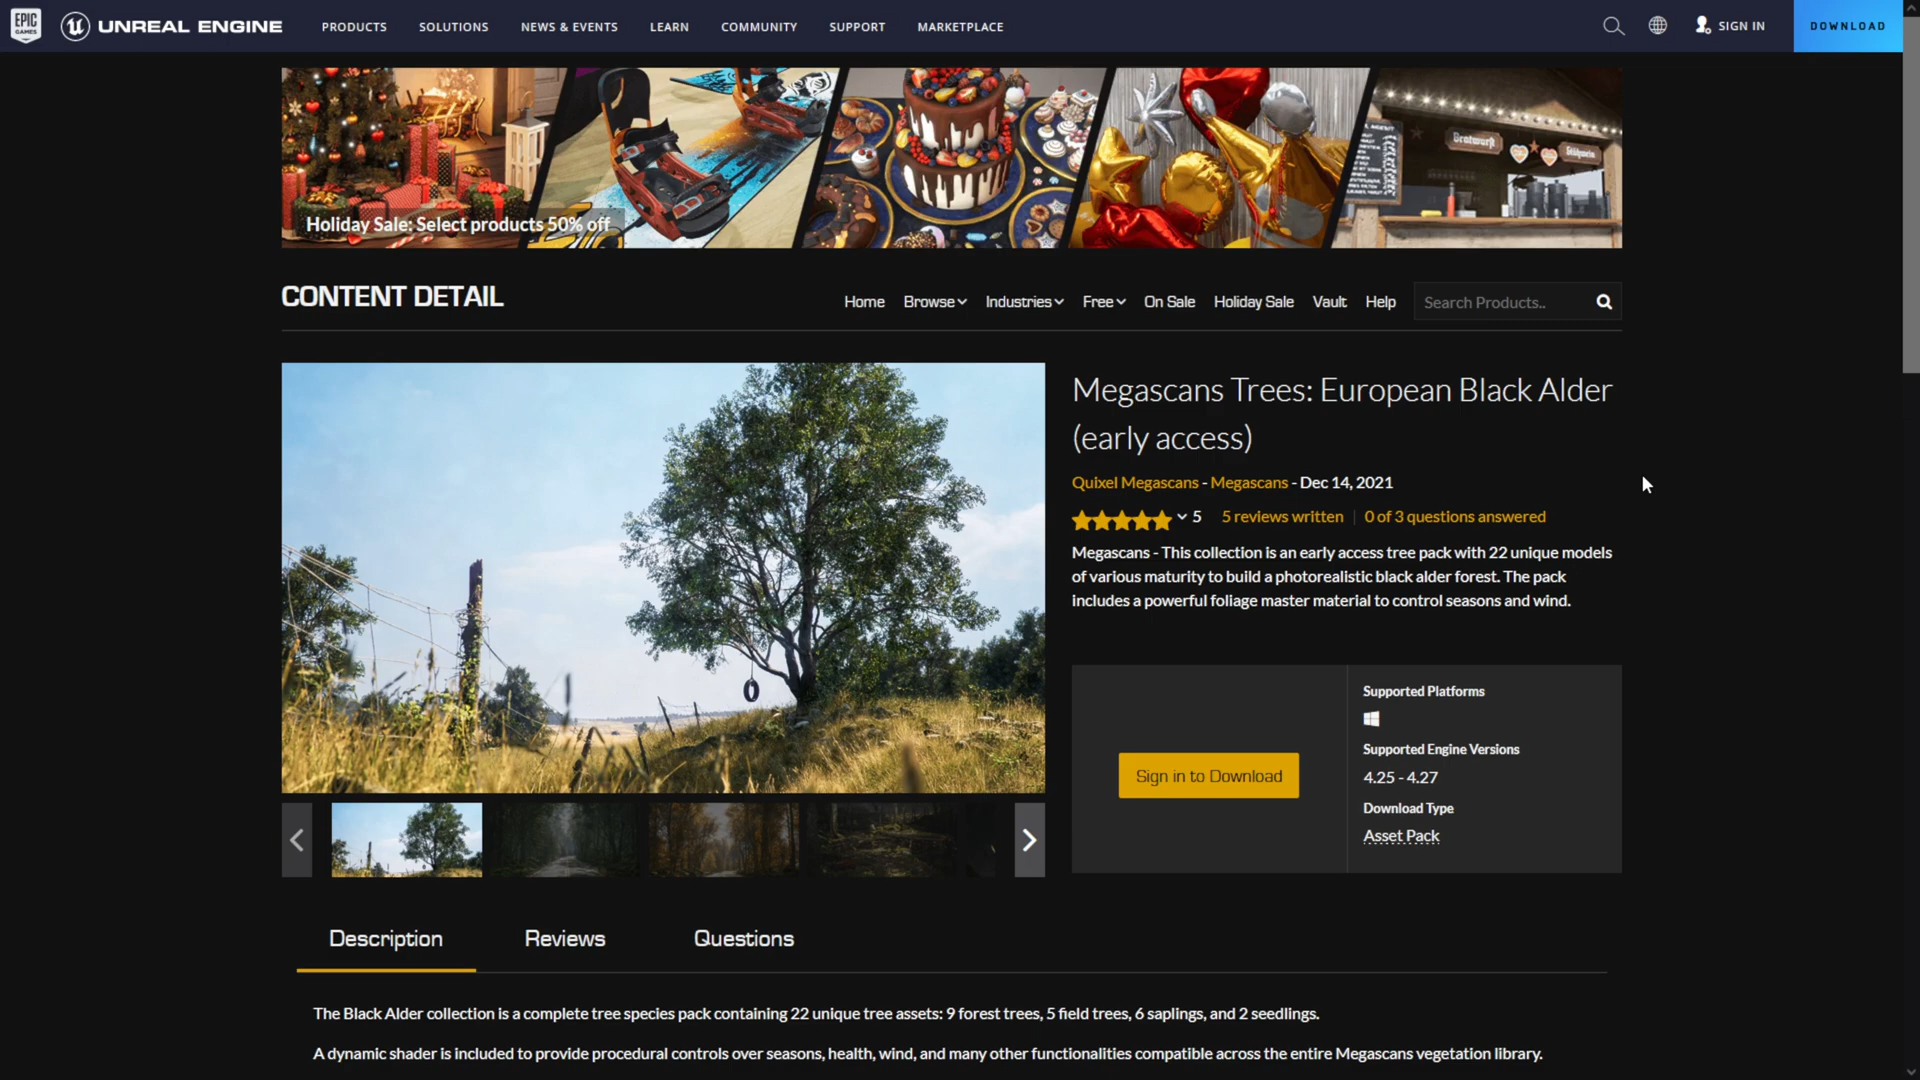 EPIC GAMES
UNREAL ENGINE
PRODUCTS
SOLUTIONS
NEWS & EVENTS
LEARN
COMMUNITY
SUPPORT
MARKETPLACE
SIGN IN
DOWNLOAD
Bratwurst
Holiday Sale: Select products 50% off
CONTENT DETAIL
Home
Browse
Industries
Free
On Sale
Holiday Sale
Vault
Help
Search Products..
Megascans Trees: European Black Alder
(early access)
Quixel Megascans - Megascans - Dec 14, 2021
5
5 reviews written
0 of 3 questions answered
Megascans - This collection is an early access tree pack with 22 unique models
of various maturity to build a photorealistic black alder forest. The pack
includes a powerful foliage master material to control seasons and wind.
Sign in to Download
Supported Platforms
Supported Engine Versions
4.25 - 4.27
Download Type
Asset Pack
Description
Reviews
Questions
The Black Alder collection is a complete tree species pack containing 22 unique tree assets: 9 forest trees, 5 field trees, 6 saplings, and 2 seedlings.
A dynamic shader is included to provide procedural controls over seasons, health, wind, and many other functionalities compatible across the entire Megascans vegetation library.